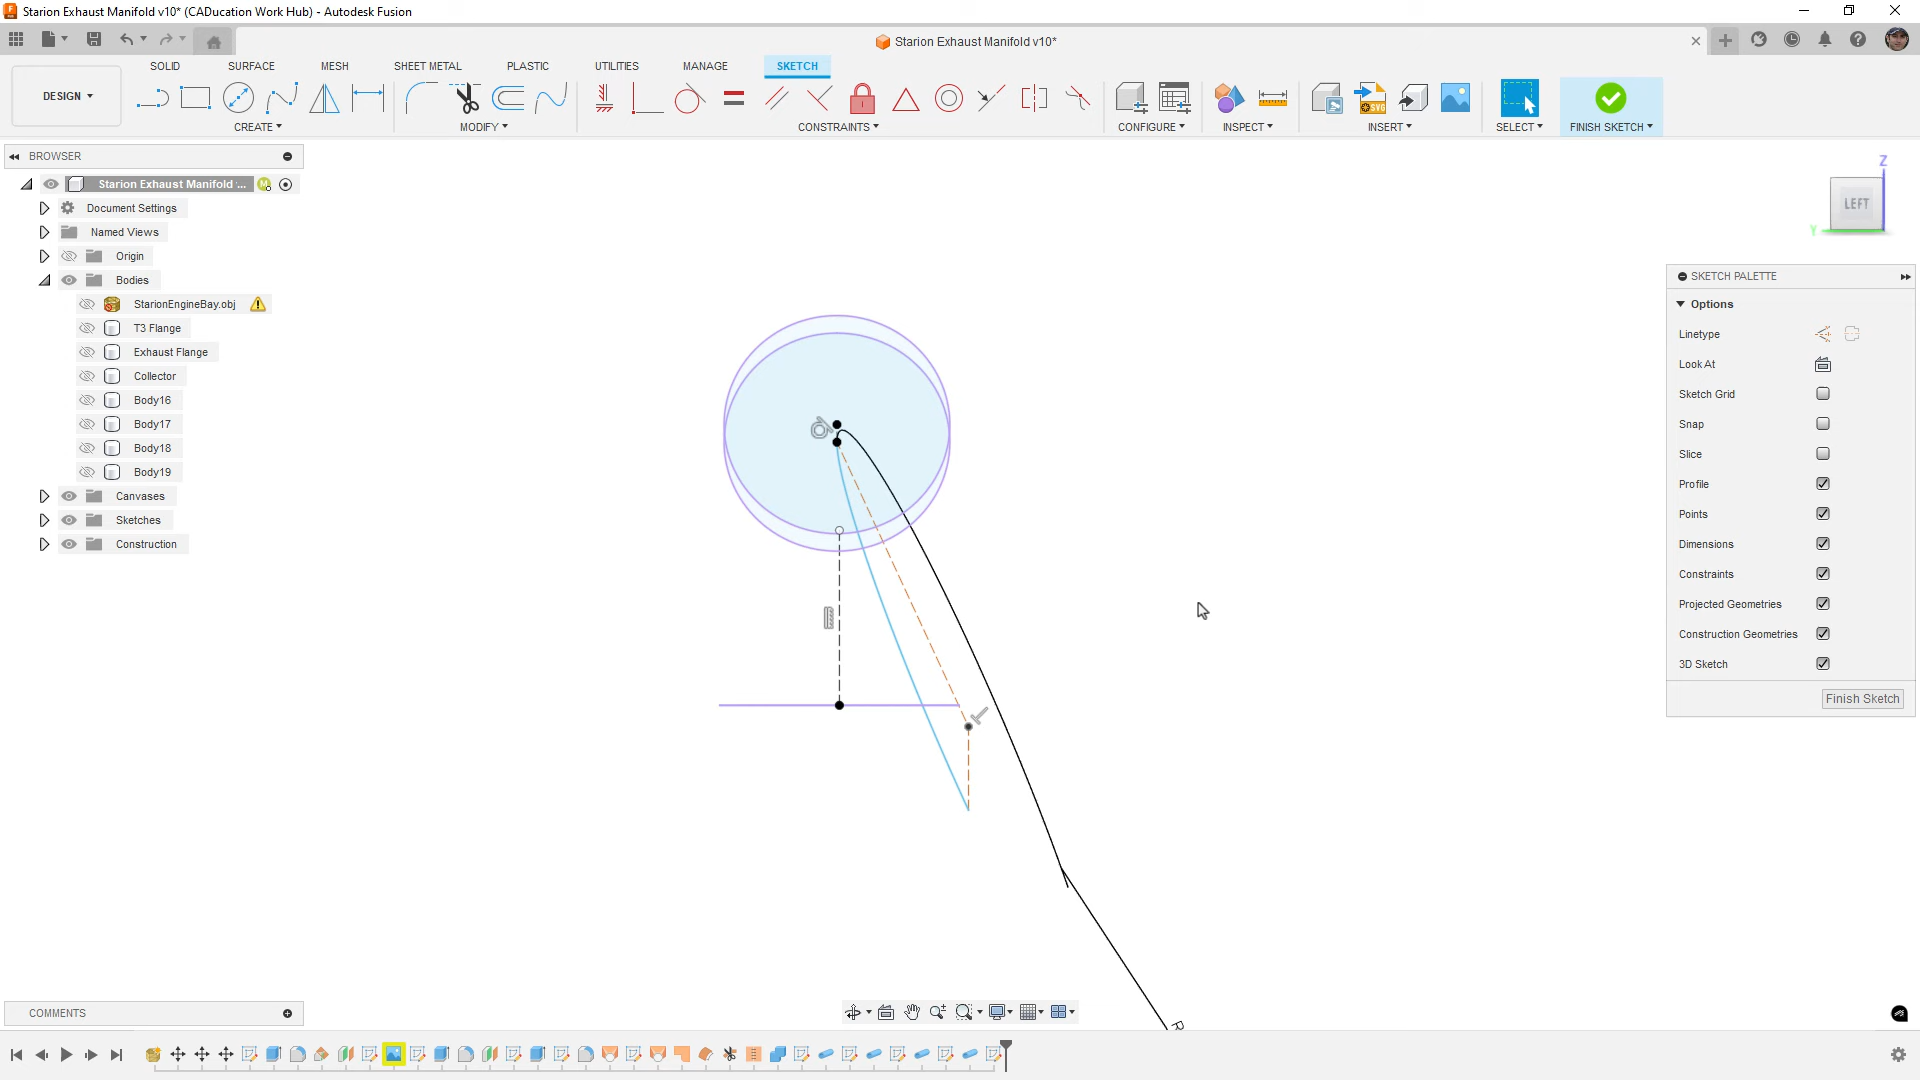 Starion Exhaust Manifold v10* (CADucation Work Hub) - Autodesk Fusion
Starion Exhaust Manifold v10*
SOLID SURFACE MESH SHEET METAL PLASTIC UTILITIES MANAGE SKETCH
DESIGN
CREATE MODIFY CONSTRAINTS CONFIGURE INSPECT INSERT SELECT FINISH SKETCH
BROWSER
Starion Exhaust Manifold ...
Document Settings
Named Views
Origin
Bodies
StarionEngineBay.obj
T3 Flange
Exhaust Flange
Collector
Body16
Body17
Body18
Body19
Canvases
Sketches
Construction
Z
LEFT
Y
SKETCH PALETTE
Options
Linetype
Look At
Sketch Grid
Snap
Slice
Profile
Points
Dimensions
Constraints
Projected Geometries
Construction Geometries
3D Sketch
Finish Sketch
R
COMMENTS